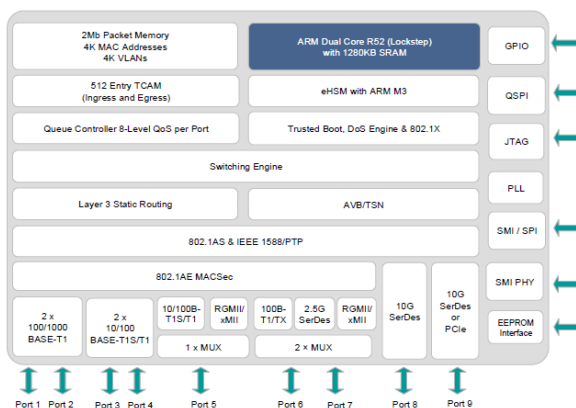 2Mb Packet Memory
4K MAC Addresses
4K VLANs
ARM Dual Core R52 (Lockstep)
with 1280KB SRAM
GPIO
512 Entry TCAM
(Ingress and Egress)
eHSM with ARM M3
QSPI
Queue Controller 8-Level QoS per Port
Trusted Boot, DoS Engine & 802.1X
JTAG
Switching Engine
PLL
Layer 3 Static Routing
AVB/TSN
SMI / SPI
802.1AS & IEEE 1588/PTP
802.1AE MACSec
SMI PHY
2 x
100/1000
BASE-T1
2 x
10/100
BASE-T1S/T1
10/100B-
T1S/T1
RGMII/
xMII
1 x MUX
100B-
T1/TX
2.5G
SerDes
RGMII/
xMII
2 x MUX
10G
SerDes
10G
SerDes
or
PCIe
EEPROM
Interface
Port 1
Port 2
Port 3
Port 4
Port 5
Port 6
Port 7
Port 8
Port 9